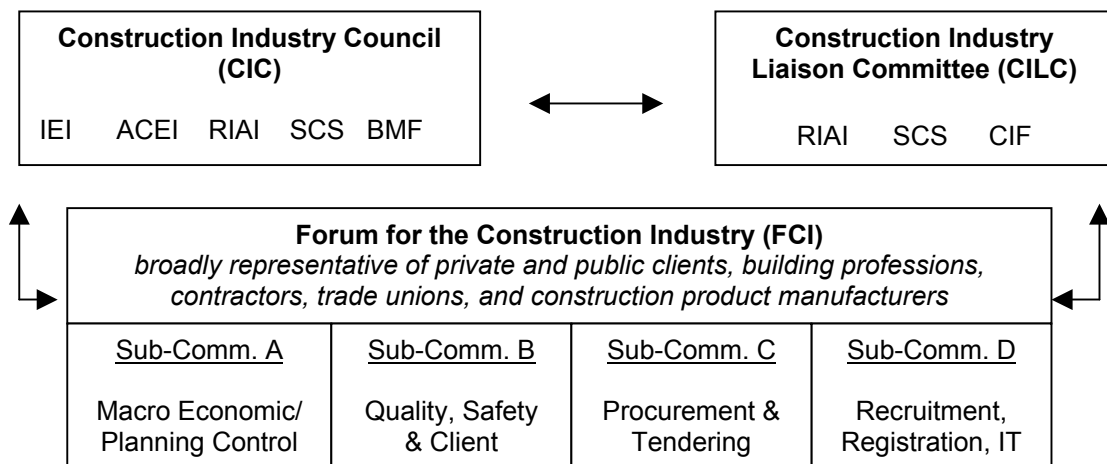 Construction Industry Council
(CIC)
IEI ACEI RIAI SCS BMF
Construction Industry
Liaison Committee (CILC)
RIAI SCS CIF
Forum for the Construction Industry (FCI)
broadly representative of private and public clients, building professions,
contractors, trade unions, and construction product manufacturers
Sub-Comm. A
Macro Economic/
Planning Control
Sub-Comm. B
Quality, Safety
& Client
Sub-Comm. C
Procurement &
Tendering
Sub-Comm. D
Recruitment,
Registration, IT